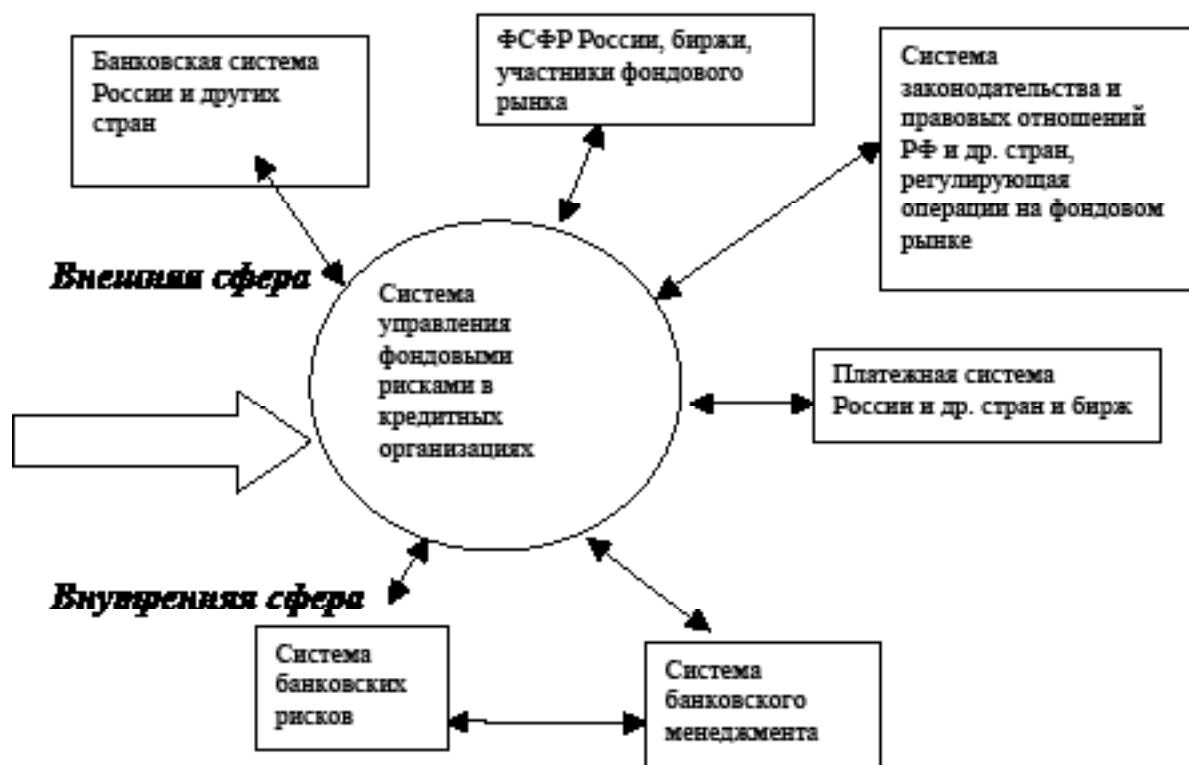 Банковская система
России и других
стран
ФСФР России, биржи,
участники фондового
рынка
Система
законодательства и
правовых отношений
РФ и др. стран,
регулирующая
операции на фондовом
рынке
Внешняя сфера
Система
управления
фондовыми
рисками в
кредитных
организациях
Платежная система
России и др. стран и бирж
Внутренняя сфера
Система
банковских
рисков
Система
банковского
менеджмента